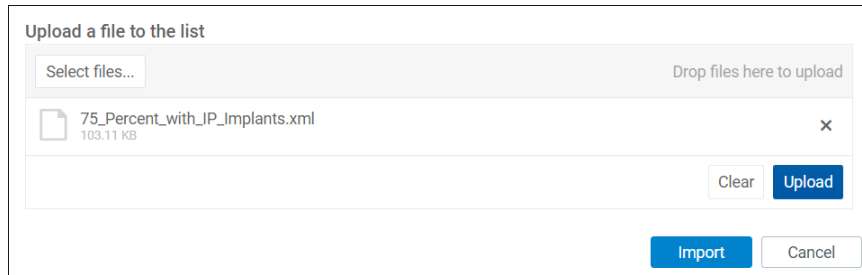 Upload a file to the list
Select files... Drop files here to upload
75_Percent_with_IP_Implants.xml
103.11 KB
Clear Upload
Import Cancel